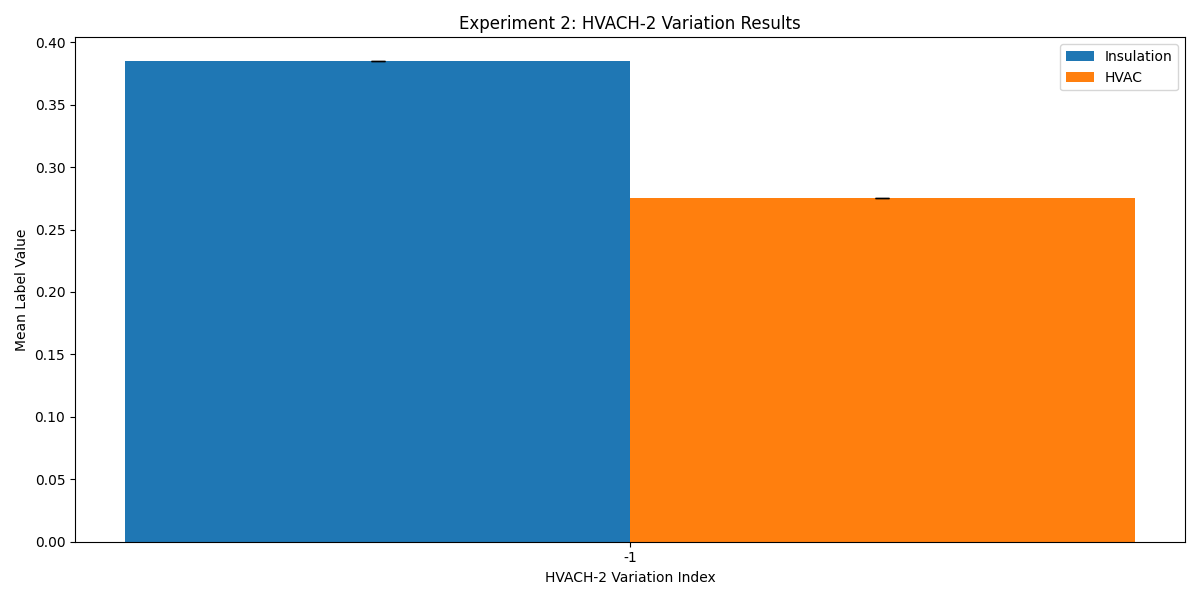 Experiment 2: HVACH-2 Variation Results
Insulation
HVAC
Mean Label Value
0.40
0.35
0.30
0.25
0.20
0.15
0.10
0.05
0.00
-1
HVACH-2 Variation Index